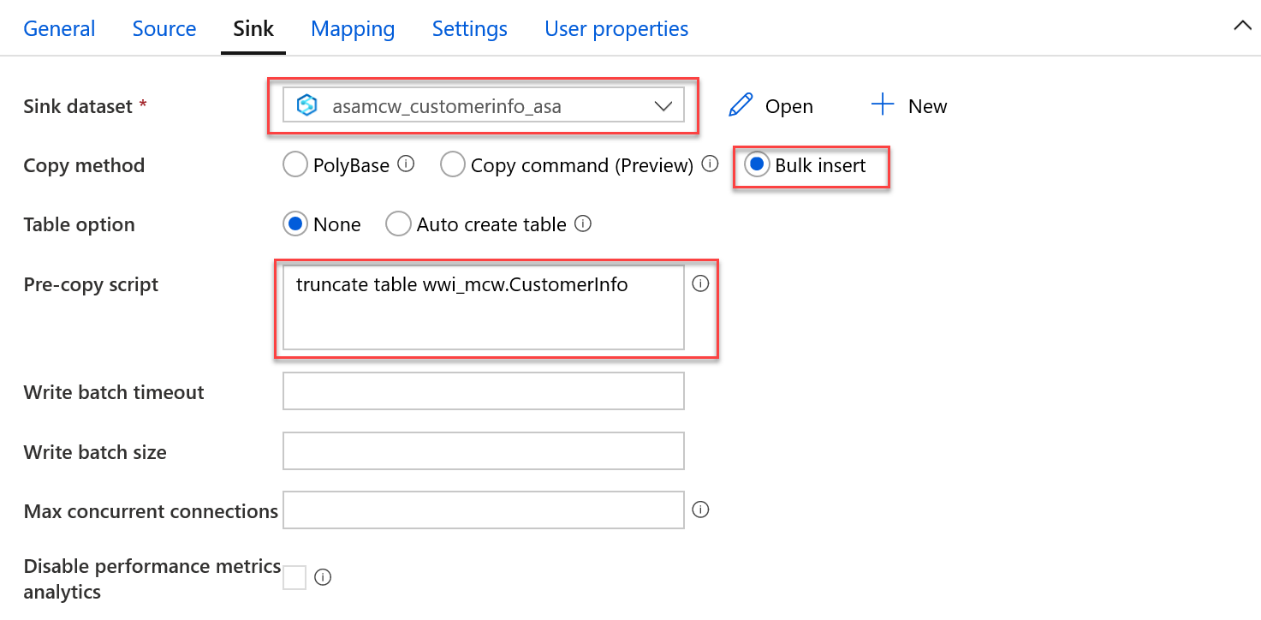 General Source Sink Mapping Settings User properties
Sink dataset * asamcw_customerinfo_asa Open New
Copy method PolyBase Copy command (Preview) Bulk insert
Table option None Auto create table
Pre-copy script truncate table wwi_mcw.CustomerInfo
Write batch timeout
Write batch size
Max concurrent connections
Disable performance metrics
analytics